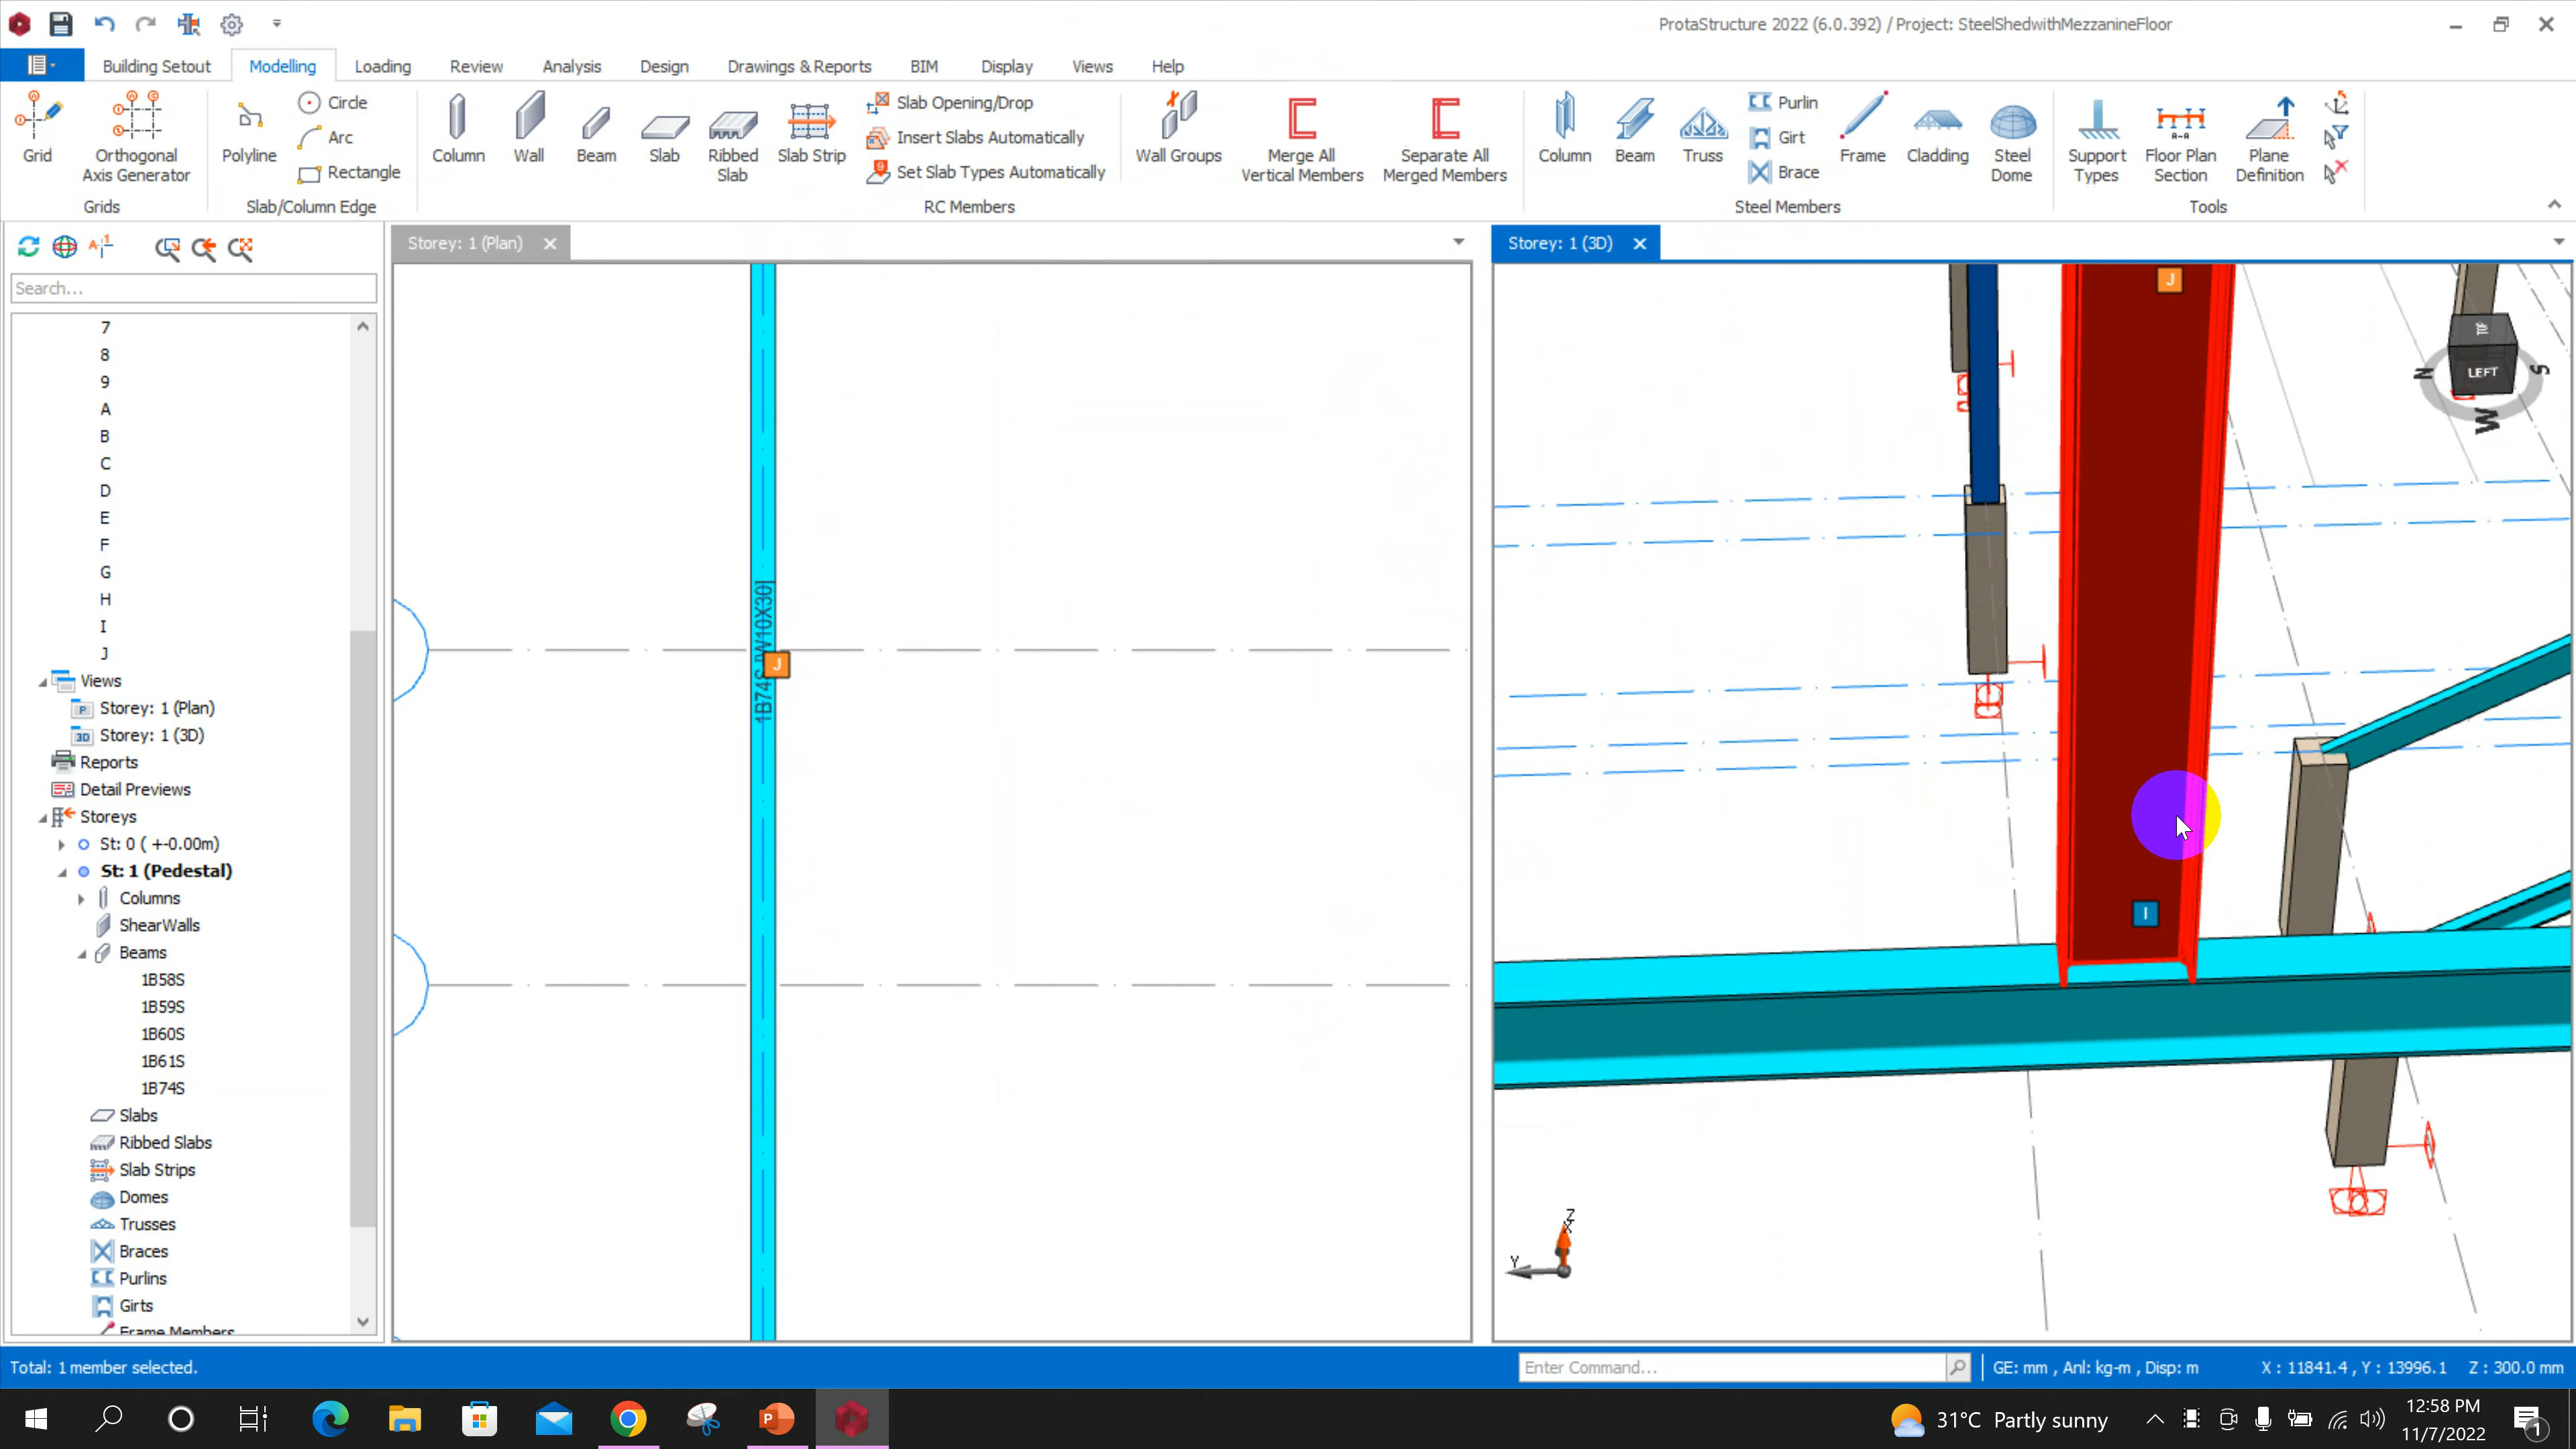 ProtaStructure 2022 (6.0.392) / Project: SteelShedwithMezzanineFloor
Building Setout
Modelling
Loading
Review
Analysis
Design
Drawings & Reports
BIM
Display
Views
Help
Grid
Orthogonal
Axis Generator
Grids
Polyline
Circle
Arc
Rectangle
Slab/Column Edge
Column
Wall
Beam
Slab
Ribbed
Slab
Slab Strip
Slab Opening/Drop
Insert Slabs Automatically
Set Slab Types Automatically
Wall Groups
Merge All
Vertical Members
Separate All
Merged Members
RC Members
Column
Beam
Truss
Purlin
Girt
Brace
Frame
Cladding
Steel
Dome
Steel Members
Support
Types
Floor Plan
Section
Plane
Definition
Tools
Search...
7
8
9
A
B
C
D
E
F
G
H
I
J
Views
Storey: 1 (Plan)
Storey: 1 (3D)
Reports
Detail Previews
Storeys
St: 0 ( +-0.00m)
St: 1 (Pedestal)
Columns
ShearWalls
Beams
1B58S
1B59S
1B60S
1B61S
1B74S
Slabs
Ribbed Slabs
Slab Strips
Domes
Trusses
Braces
Purlins
Girts
Frame Members
Storey: 1 (Plan)
1B74S [W10X30]
J
Storey: 1 (3D)
J
I
LEFT
N
S
W
Z
X
Y
Total: 1 member selected.
Enter Command...
GE: mm , Anl: kg-m , Disp: m
X : 11841.4 , Y : 13996.1
Z : 300.0 mm
31°C Partly sunny
12:58 PM
11/7/2022
1